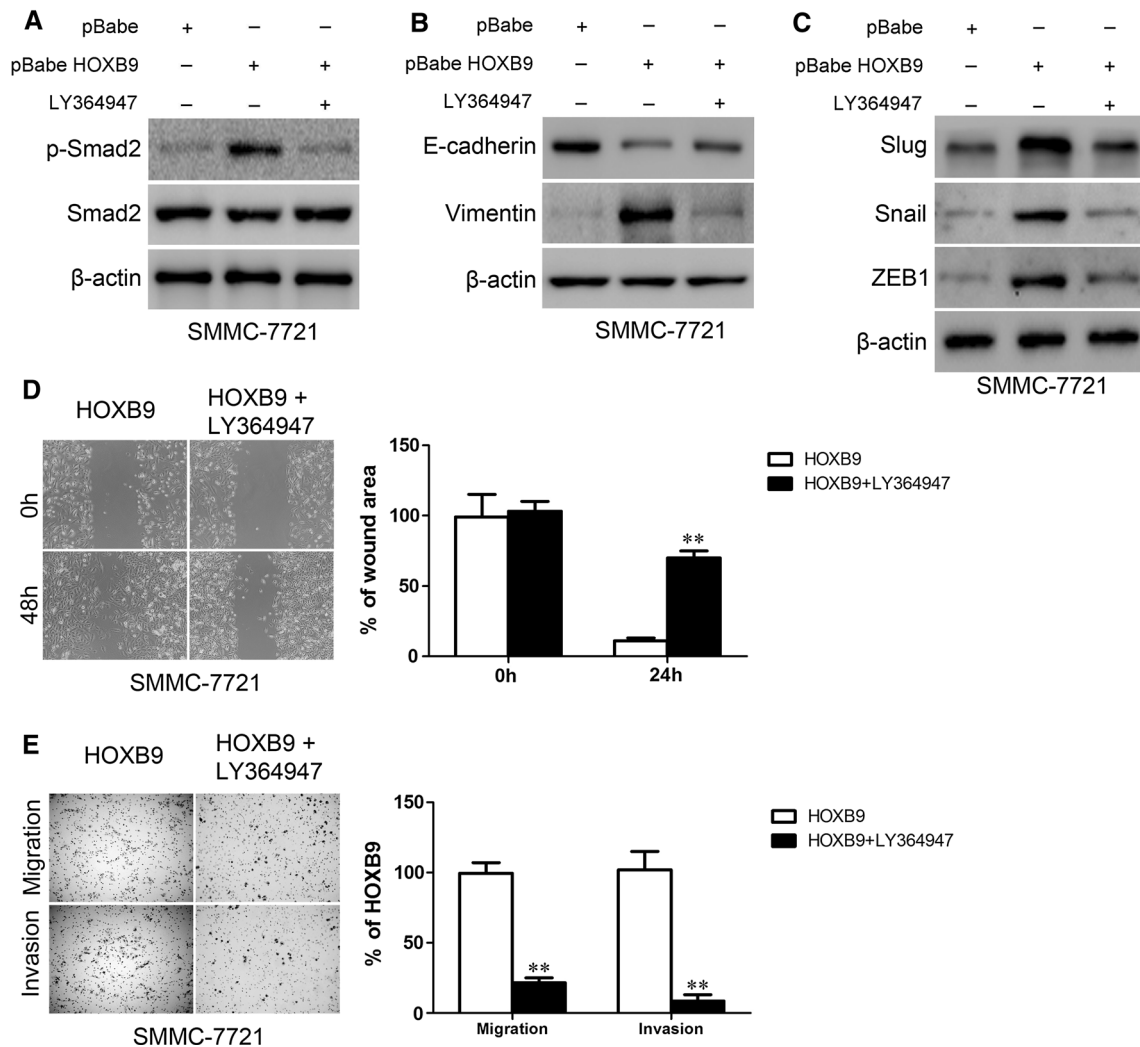 A
pBabe + – –
pBabe HOXB9 – + +
LY364947 – – +
p-Smad2
Smad2
β-actin
SMMC-7721
B
pBabe + – –
pBabe HOXB9 – + +
LY364947 – – +
E-cadherin
Vimentin
β-actin
SMMC-7721
C
pBabe + – –
pBabe HOXB9 – + +
LY364947 – – +
Slug
Snail
ZEB1
β-actin
SMMC-7721
D
HOXB9
HOXB9 +
LY364947
0h
48h
SMMC-7721
% of wound area
150
100
50
0
**
0h
24h
HOXB9
HOXB9+LY364947
E
HOXB9
HOXB9 +
LY364947
Migration
Invasion
SMMC-7721
% of HOXB9
150
100
50
0
**
**
Migration
Invasion
HOXB9
HOXB9+LY364947